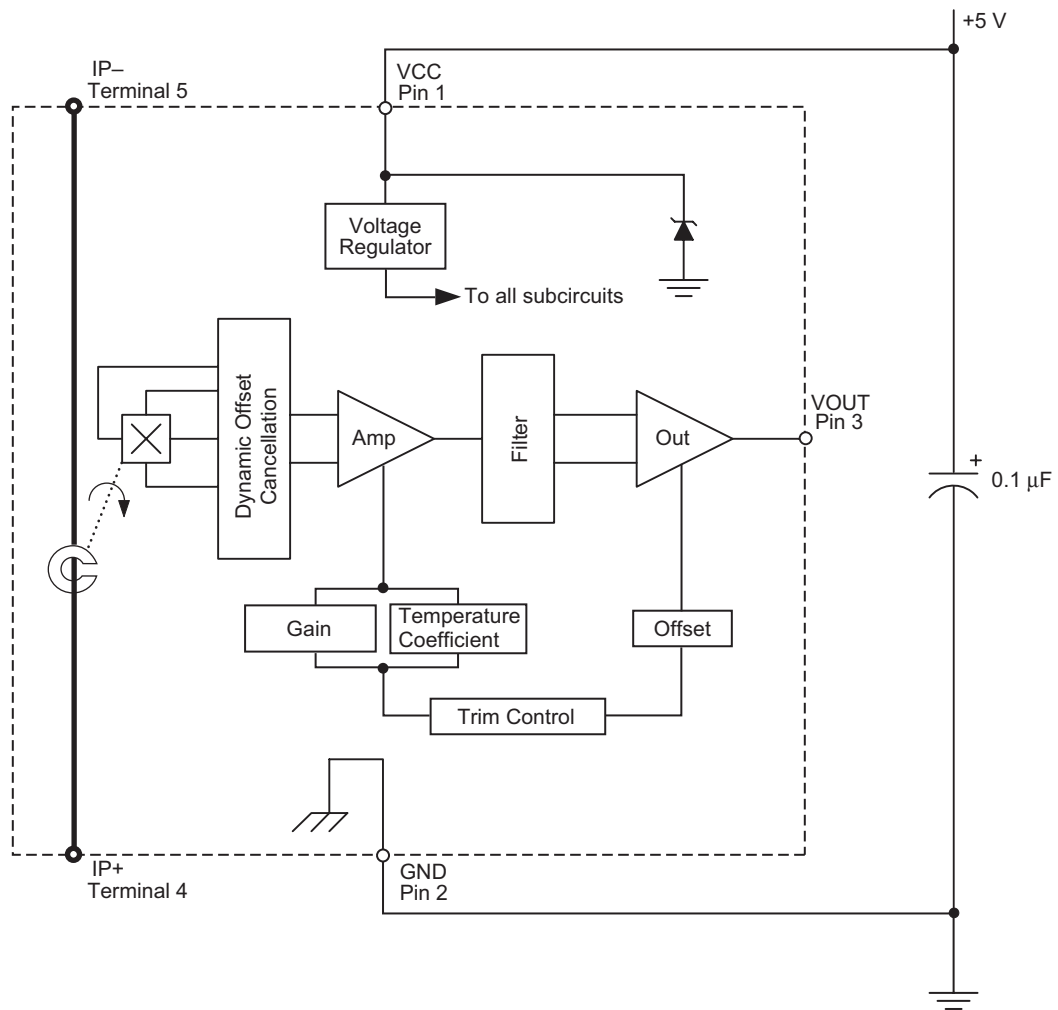 +5 V
IP–
Terminal 5
VCC
Pin 1
Voltage
Regulator
To all subcircuits
Dynamic Offset
Cancellation
Amp
Filter
Out
VOUT
Pin 3
+
0.1 µF
Gain
Temperature
Coefficient
Offset
Trim Control
IP+
Terminal 4
GND
Pin 2